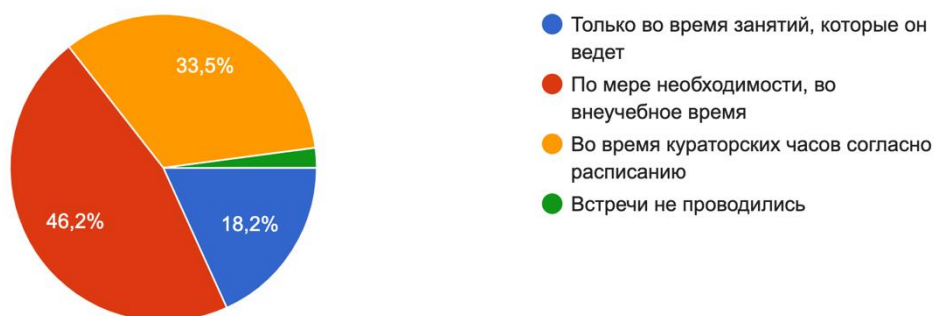 33,5%
46,2%
18,2%
Только во время занятий, которые он
ведет
По мере необходимости, во
внеучебное время
Во время кураторских часов согласно
расписанию
Встречи не проводились